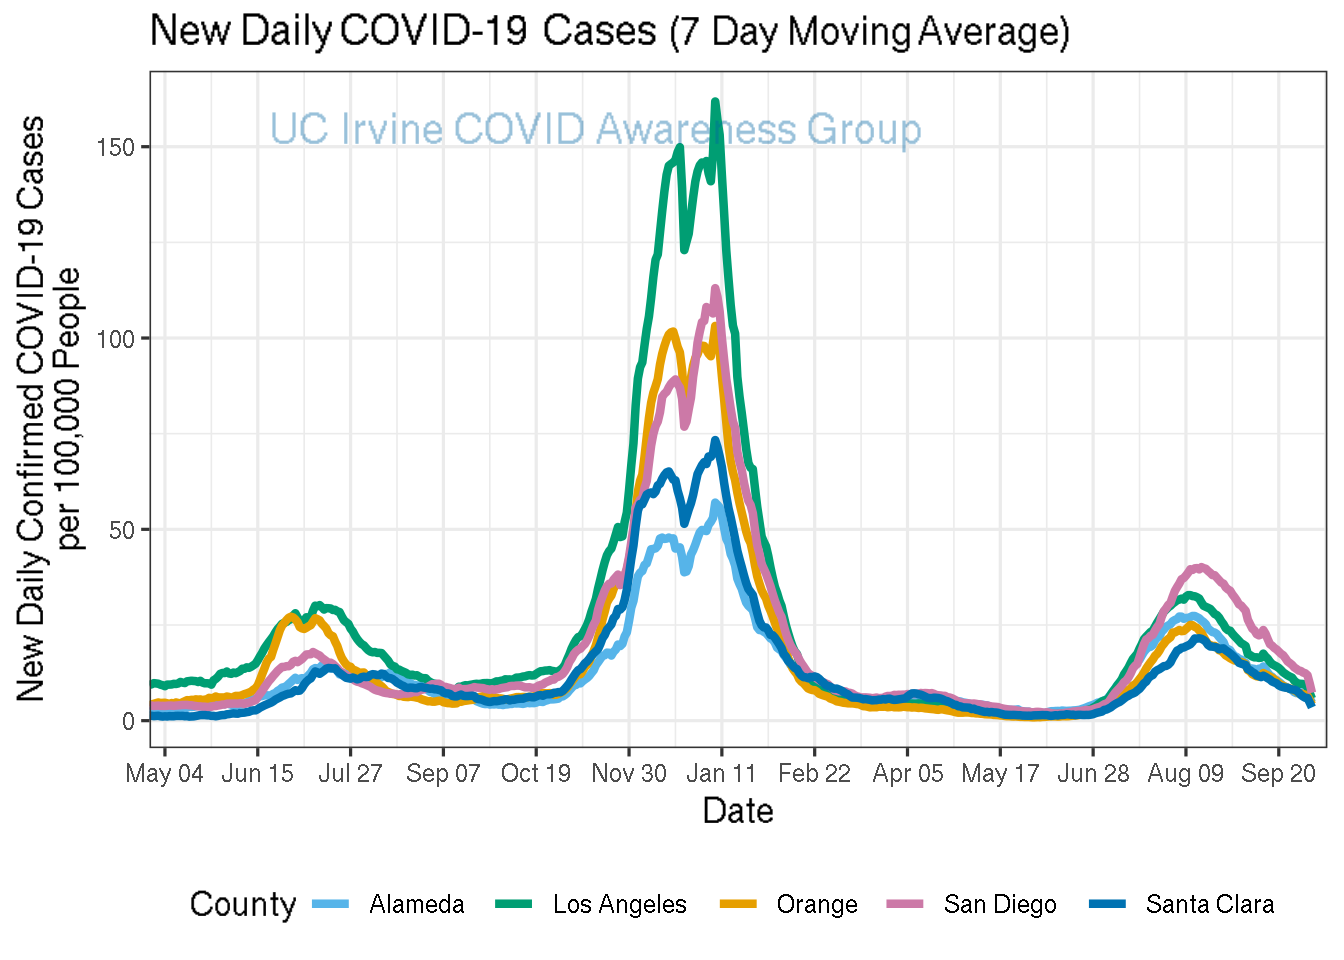 New Daily COVID-19 Cases (7 Day Moving Average)
UC Irvine COVID Awareness Group
New Daily Confirmed COVID-19 Cases
per 100,000 People
150
100
50
0
May 04 Jun 15 Jul 27 Sep 07 Oct 19 Nov 30 Jan 11 Feb 22 Apr 05 May 17 Jun 28 Aug 09 Sep 20
Date
County Alameda Los Angeles Orange San Diego Santa Clara